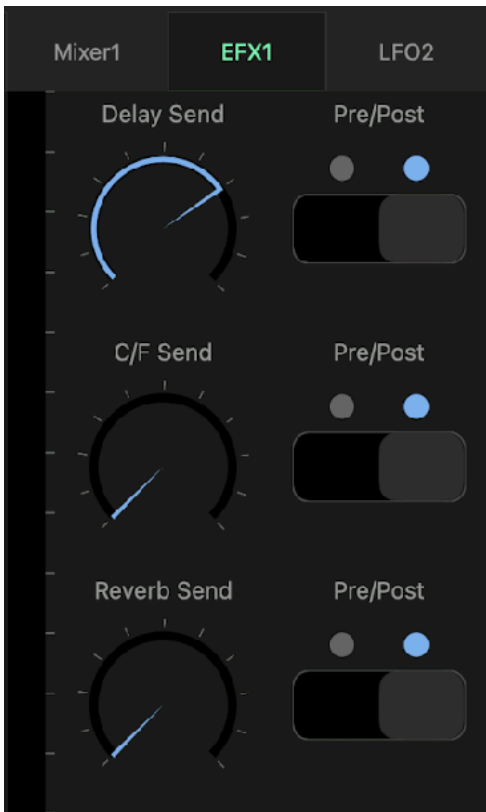 Mixer1 EFX1 LFO2
Delay Send Pre/Post
C/F Send Pre/Post
Reverb Send Pre/Post